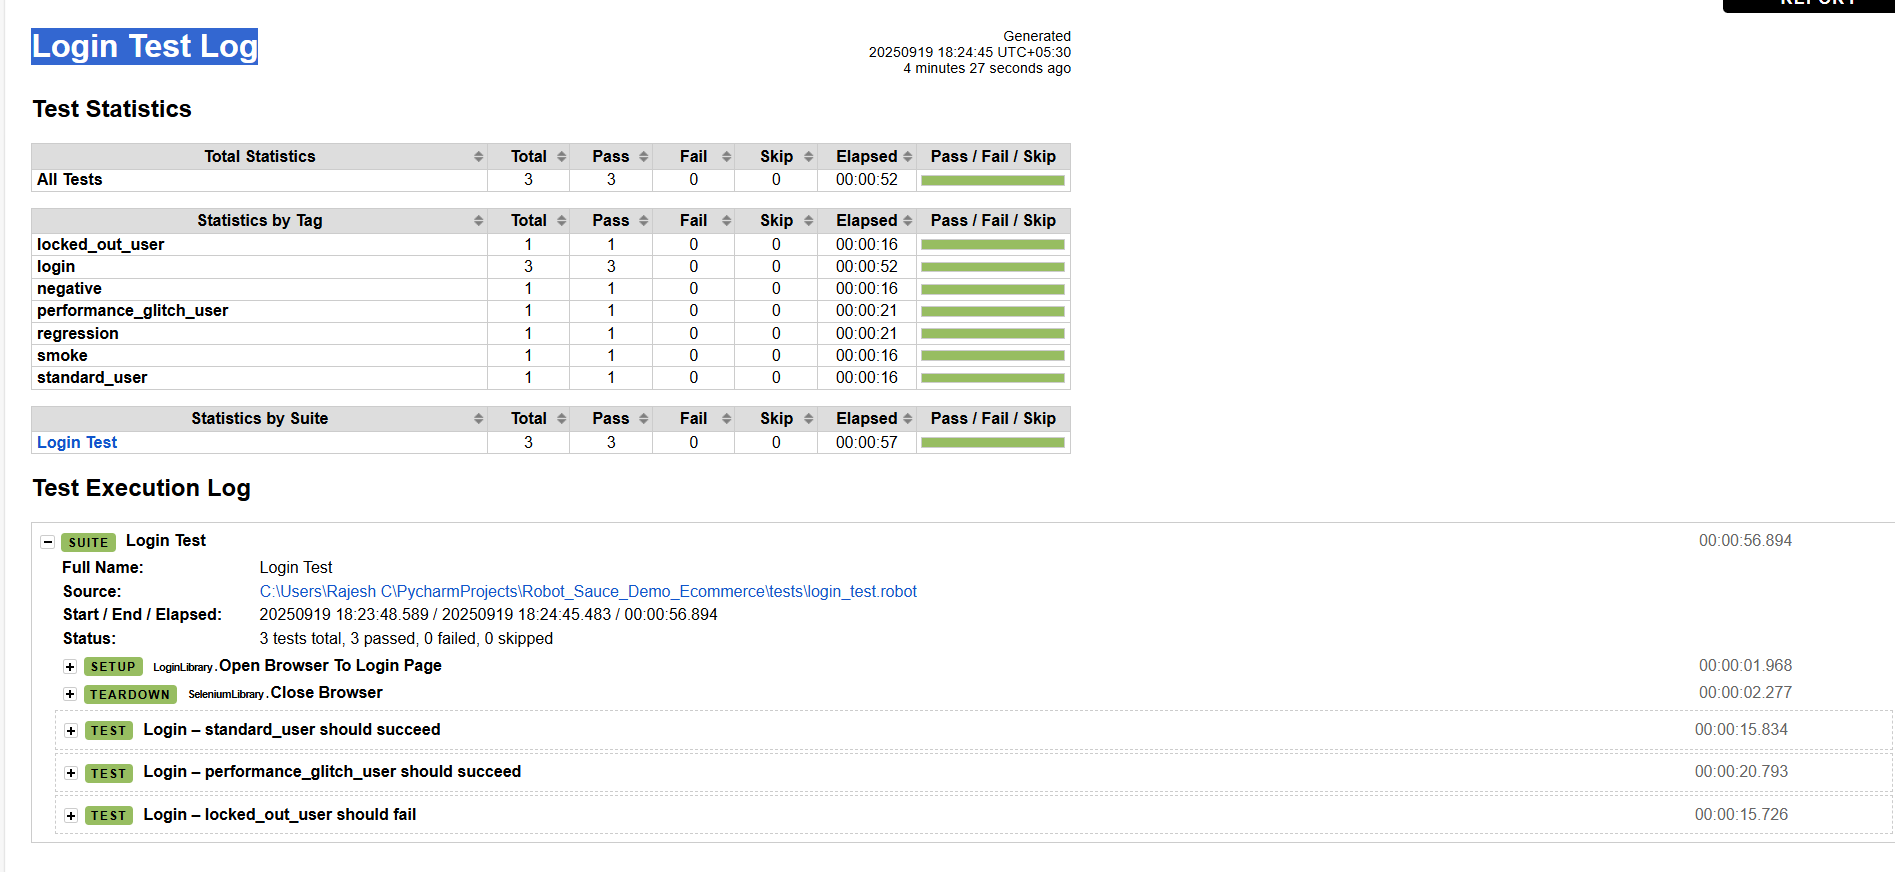 REPORT
Login Test Log
Generated
20250919 18:24:45 UTC+05:30
4 minutes 27 seconds ago
Test Statistics
Total Statistics Total Pass Fail Skip Elapsed Pass / Fail / Skip
All Tests 3 3 0 0 00:00:52
Statistics by Tag Total Pass Fail Skip Elapsed Pass / Fail / Skip
locked_out_user 1 1 0 0 00:00:16
login 3 3 0 0 00:00:52
negative 1 1 0 0 00:00:16
performance_glitch_user 1 1 0 0 00:00:21
regression 1 1 0 0 00:00:21
smoke 1 1 0 0 00:00:16
standard_user 1 1 0 0 00:00:16
Statistics by Suite Total Pass Fail Skip Elapsed Pass / Fail / Skip
Login Test 3 3 0 0 00:00:57
Test Execution Log
SUITE Login Test 00:00:56.894
Full Name: Login Test
Source: C:\Users\Rajesh C\PycharmProjects\Robot_Sauce_Demo_Ecommerce\tests\login_test.robot
Start / End / Elapsed: 20250919 18:23:48.589 / 20250919 18:24:45.483 / 00:00:56.894
Status: 3 tests total, 3 passed, 0 failed, 0 skipped
SETUP LoginLibrary.Open Browser To Login Page 00:00:01.968
TEARDOWN SeleniumLibrary.Close Browser 00:00:02.277
TEST Login – standard_user should succeed 00:00:15.834
TEST Login – performance_glitch_user should succeed 00:00:20.793
TEST Login – locked_out_user should fail 00:00:15.726